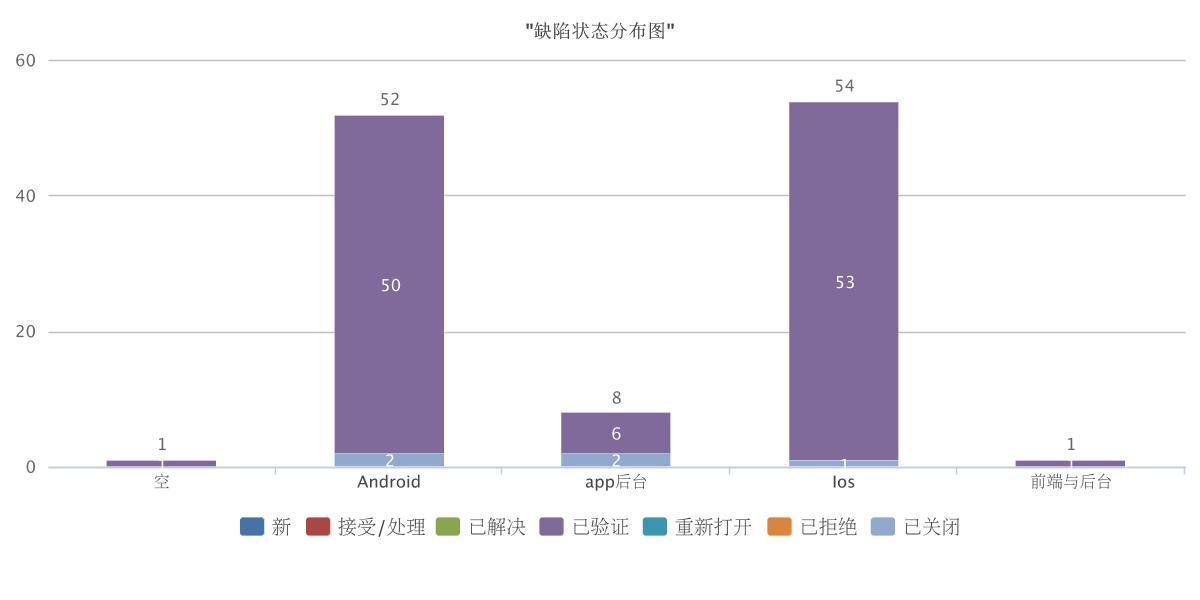 "缺陷状态分布图"
60
54
52
40
50
53
20
8
6
1
1
2
2
1
1
1
0
空
Android
app后台
Ios
前端与后台
新
接受/处理
已解决
已验证
重新打开
已拒绝
已关闭